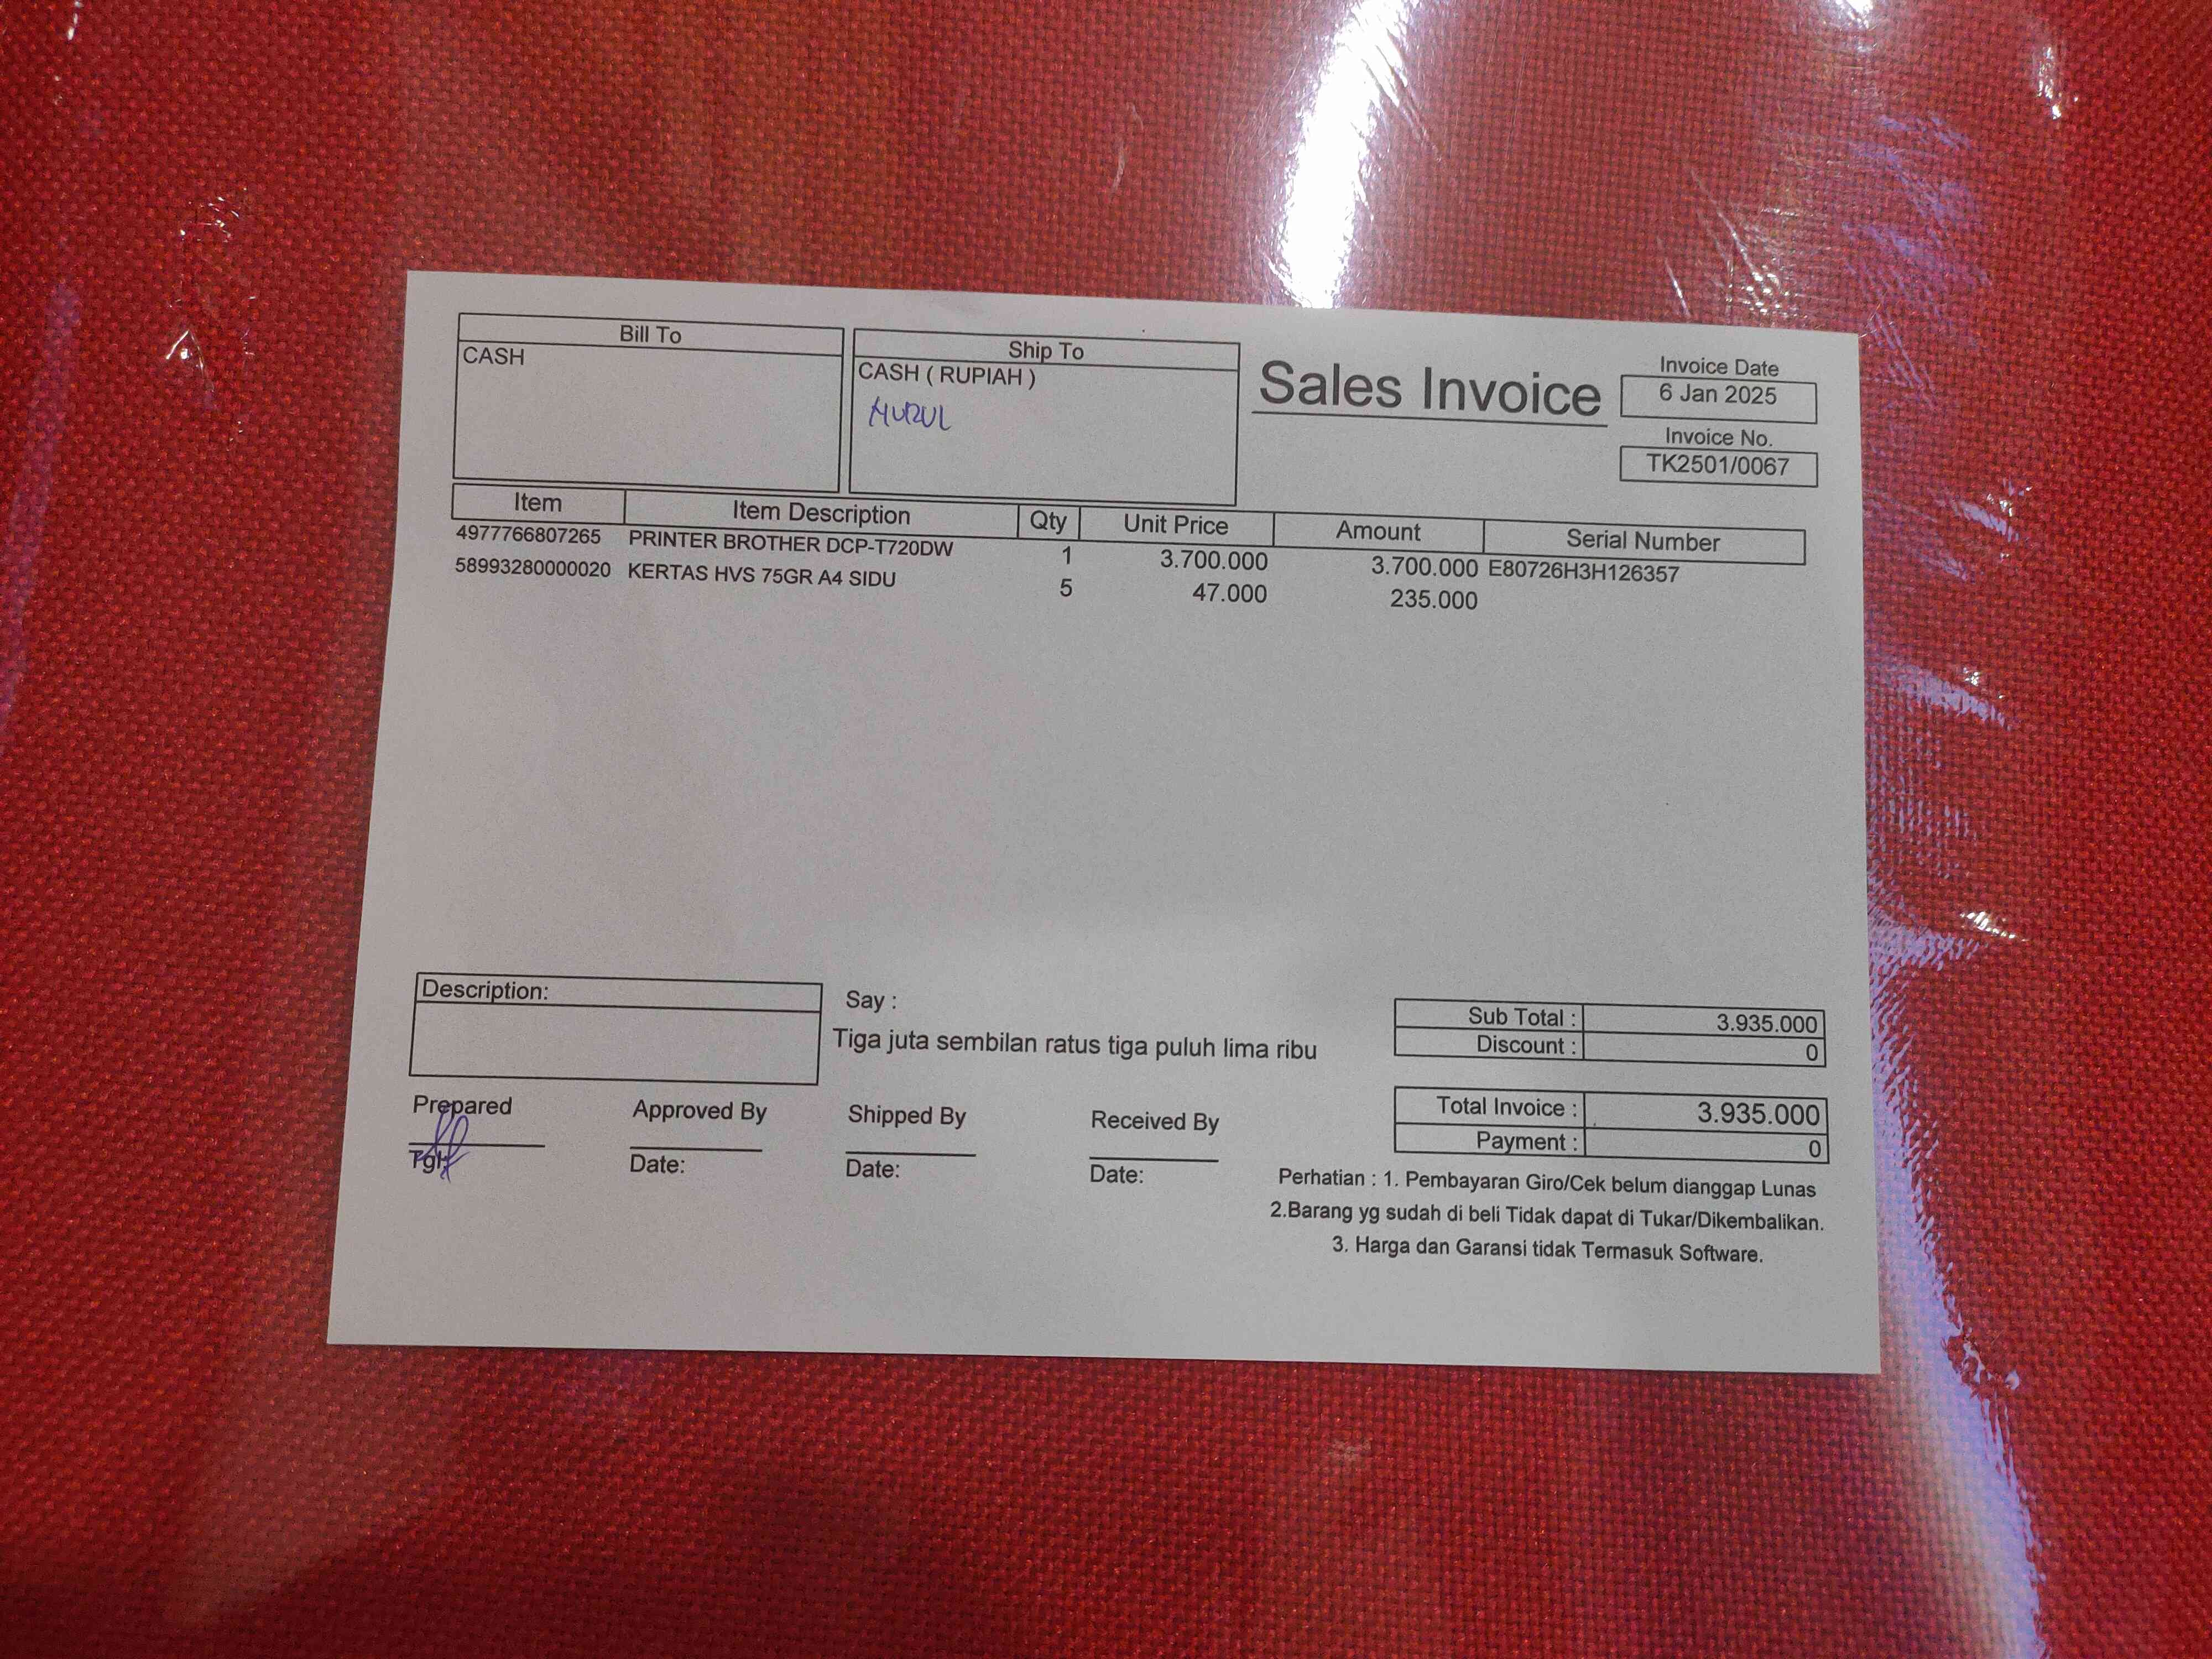 Bill To
CASH
Ship To
CASH ( RUPIAH )
Sales Invoice
Invoice Date
6 Jan 2025
Invoice No.
TK2501/0067
Item Item Description Qty Unit Price Amount Serial Number
4977766807265 PRINTER BROTHER DCP-T720DW 1 3.700.000 3.700.000 E80726H3H126357
58993280000020 KERTAS HVS 75GR A4 SIDU 5 47.000 235.000
Description:
Say :
Tiga juta sembilan ratus tiga puluh lima ribu
Sub Total : 3.935.000
Discount : 0
Total Invoice : 3.935.000
Payment : 0
Prepared Approved By Shipped By Received By
Tgl: Date: Date: Date:
Perhatian : 1. Pembayaran Giro/Cek belum dianggap Lunas
2.Barang yg sudah di beli Tidak dapat di Tukar/Dikembalikan.
3. Harga dan Garansi tidak Termasuk Software.